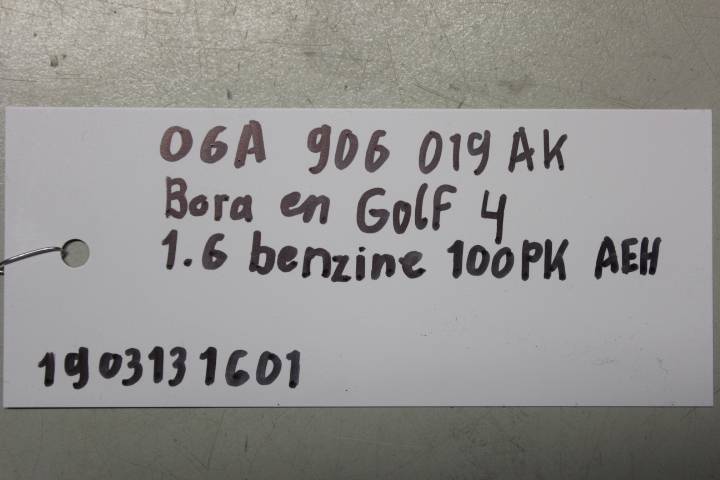 06A 906 019 AK
Bora en Golf 4
1.6 benzine 100PK AEH
1903131601